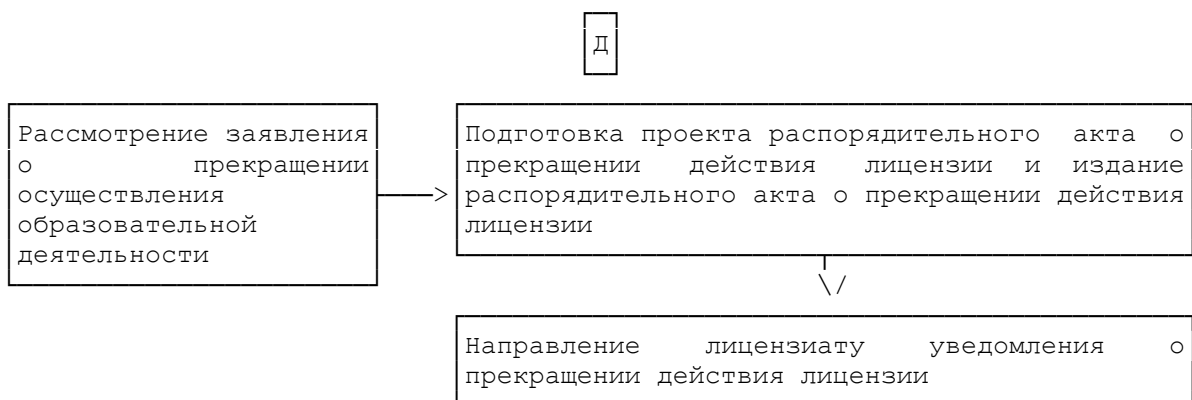 Д
Рассмотрение заявления
о прекращении
осуществления
образовательной
деятельности
Подготовка проекта распорядительного акта о
прекращении действия лицензии и издание
распорядительного акта о прекращении действия
лицензии
Направление лицензиату уведомления о
прекращении действия лицензии